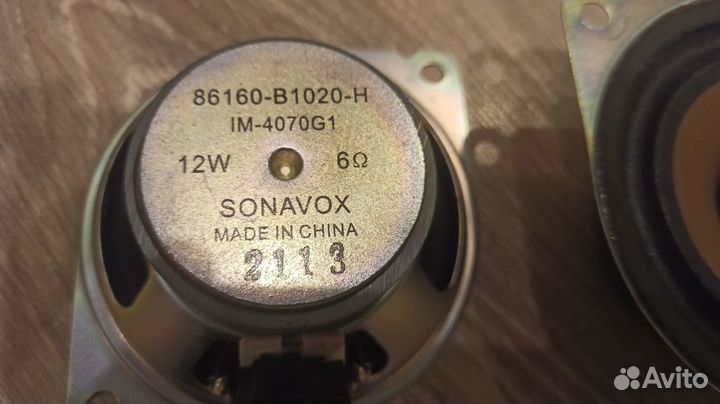 86160-B1020-H
IM-4070G1
12W 6Ω
SONAVOX
MADE IN CHINA
2113
Avito